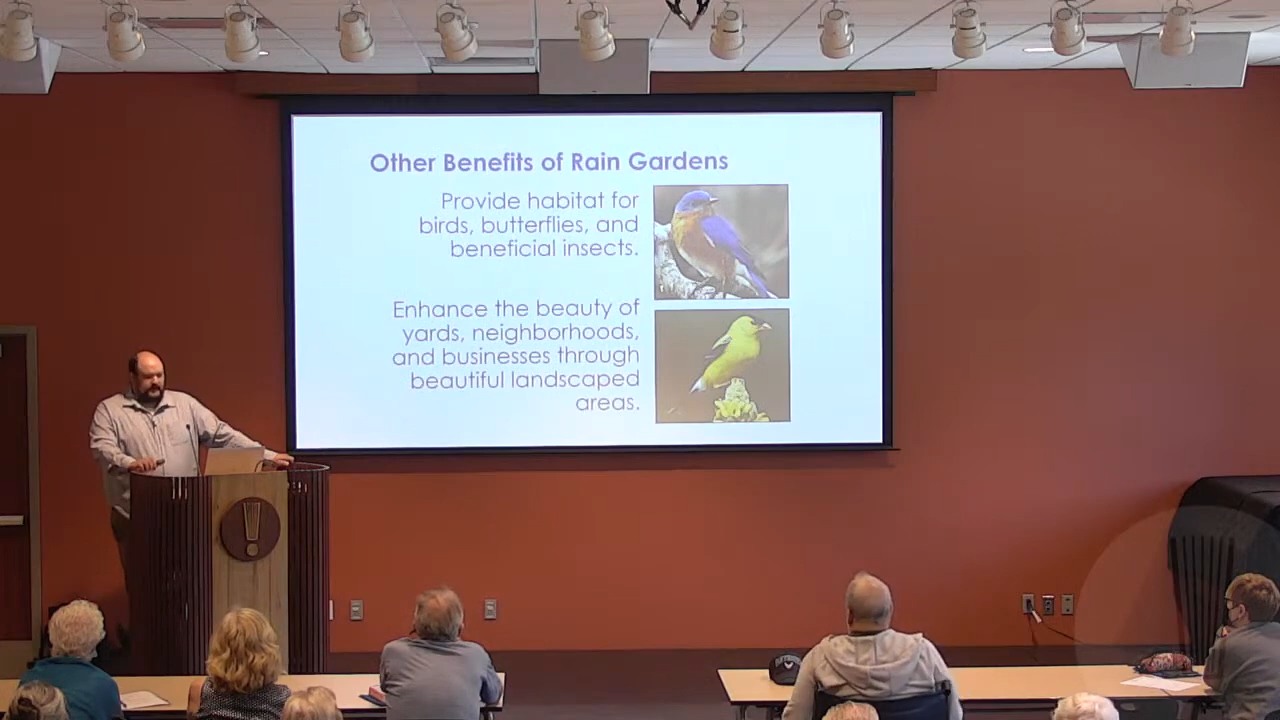 Other Benefits of Rain Gardens
Provide habitat for
birds, butterflies, and
beneficial insects.
Enhance the beauty of
yards, neighborhoods,
and businesses through
beautiful landscaped
areas.